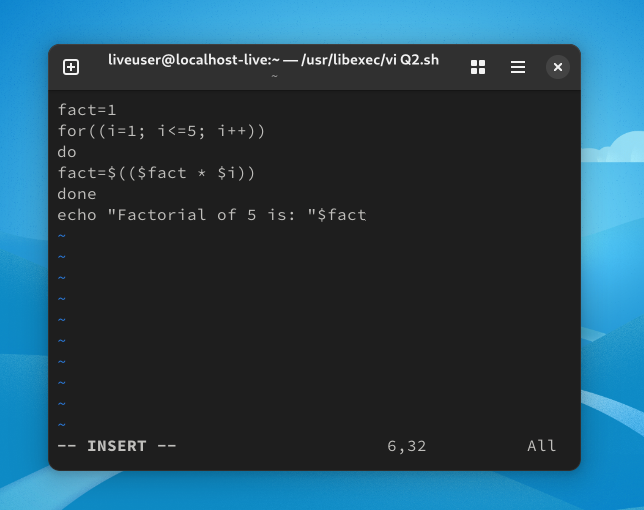 liveuser@localhost-live:~ — /usr/libexec/vi Q2.sh
~
fact=1
for((i=1; i<=5; i++))
do
fact=$(($fact * $i))
done
echo "Factorial of 5 is: "$fact
~
~
~
~
~
~
~
~
~
~
-- INSERT -- 6,32 All